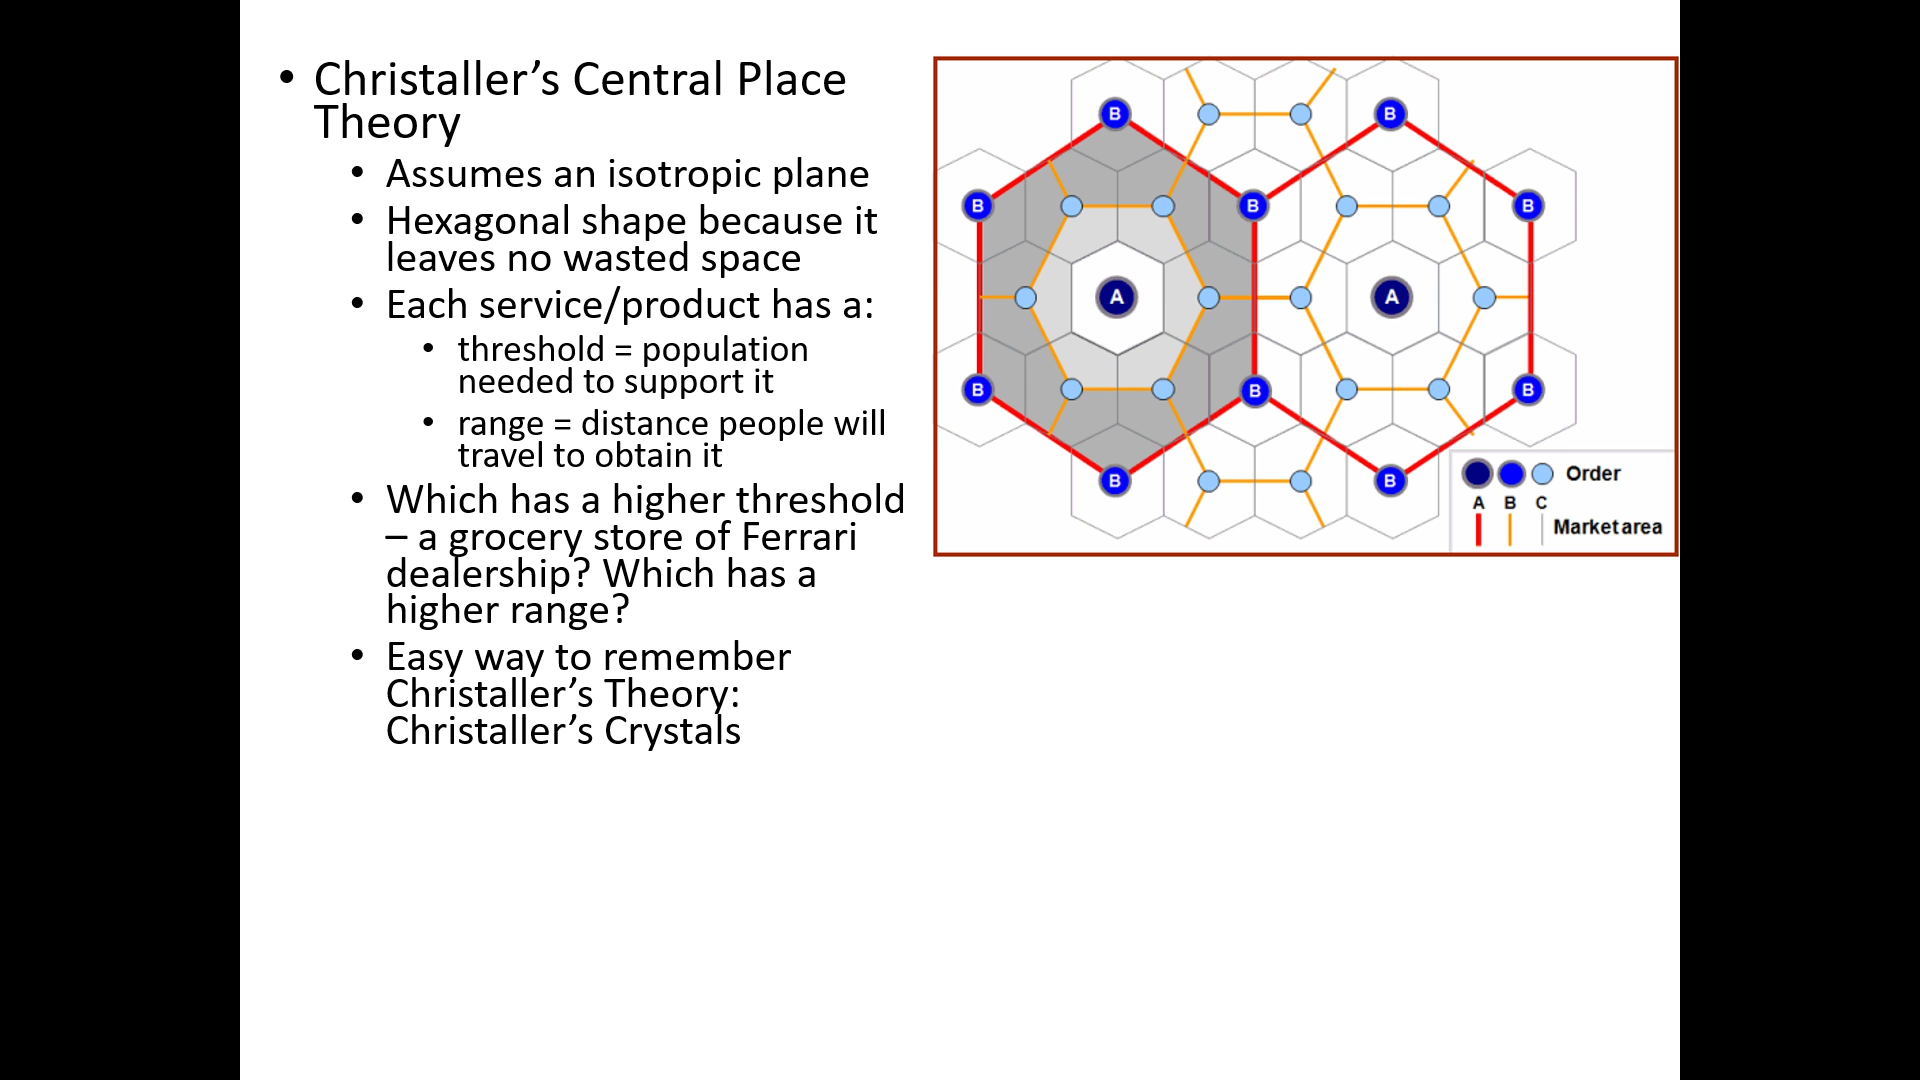 • Christaller’s Central Place
Theory
• Assumes an isotropic plane
• Hexagonal shape because it
leaves no wasted space
• Each service/product has a:
• threshold = population
needed to support it
• range = distance people will
travel to obtain it
• Which has a higher threshold
– a grocery store of Ferrari
dealership? Which has a
higher range?
• Easy way to remember
Christaller’s Theory:
Christaller’s Crystals
B B
B B B
A A
B B B
B B
Order
A B C
Market area